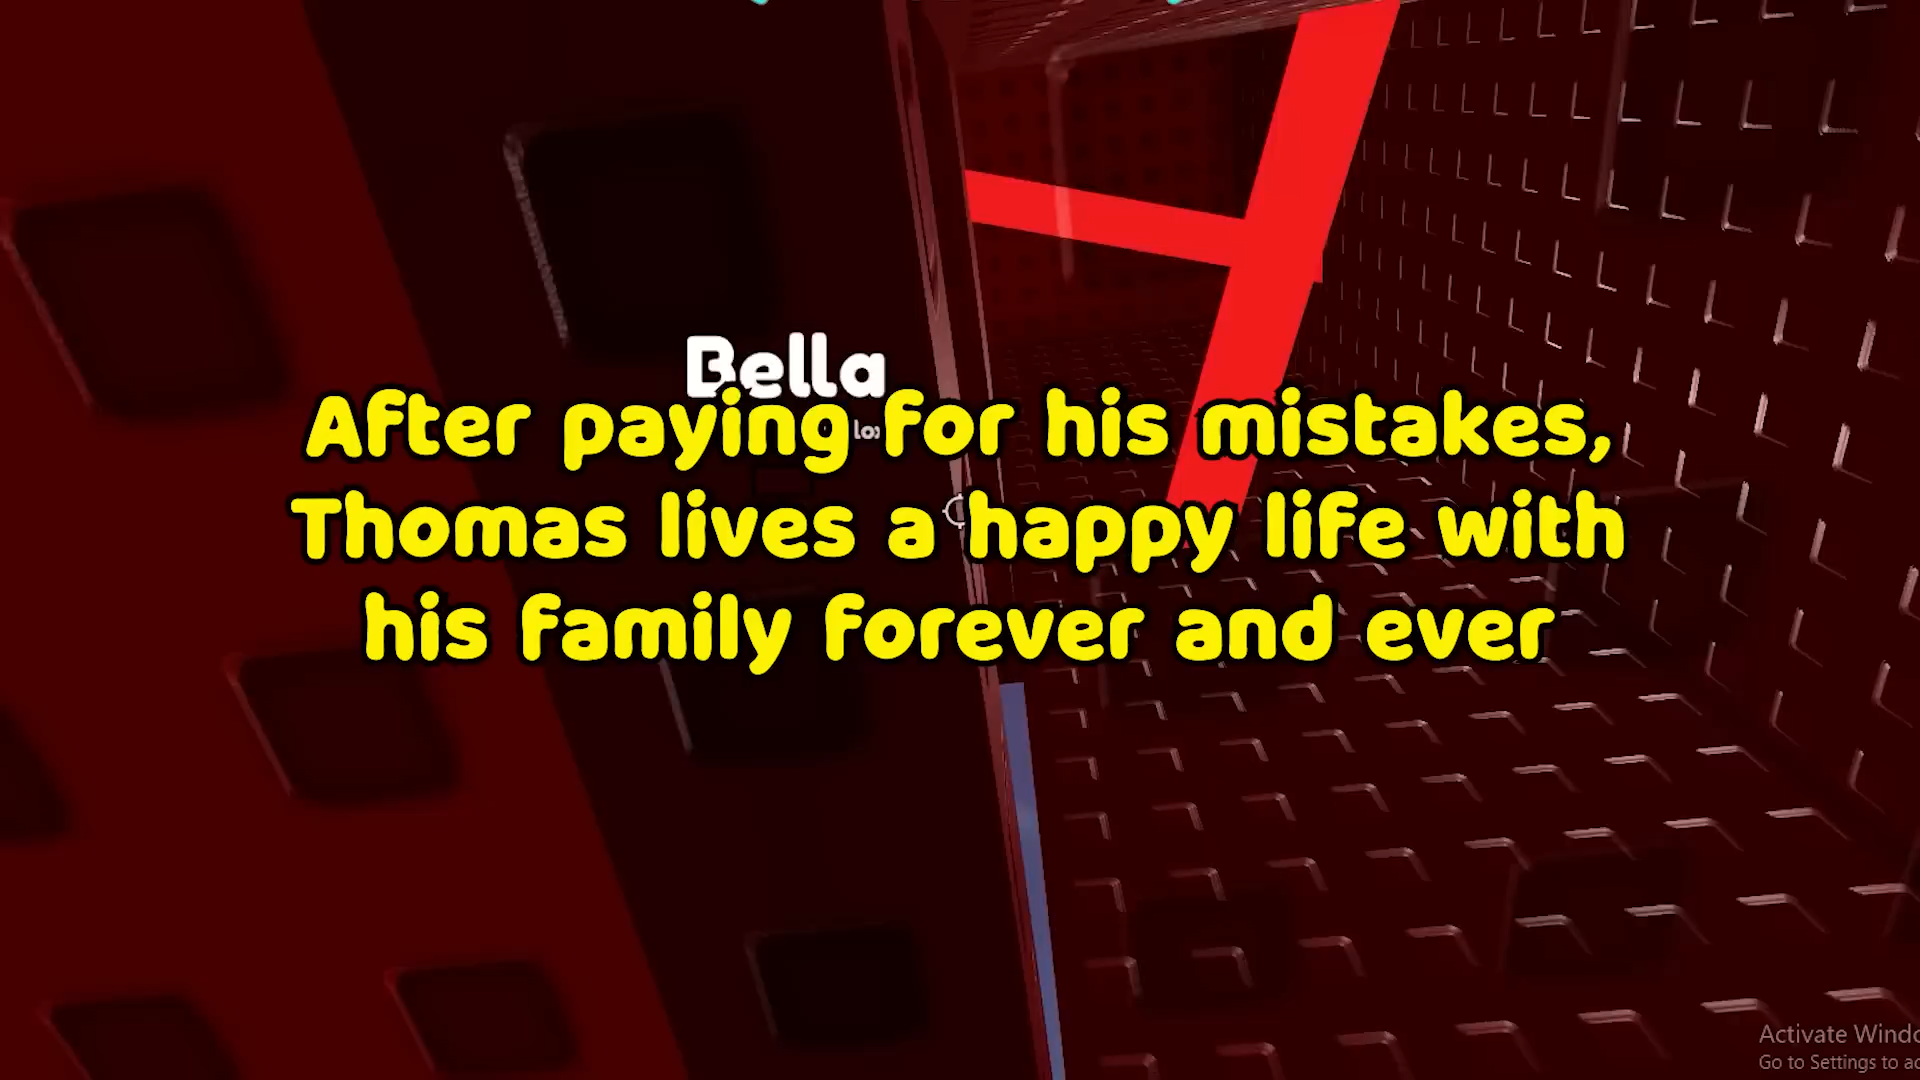 Bella
After paying for his mistakes,
Thomas lives a happy life with
his family forever and ever
Activate
Go to Settings to